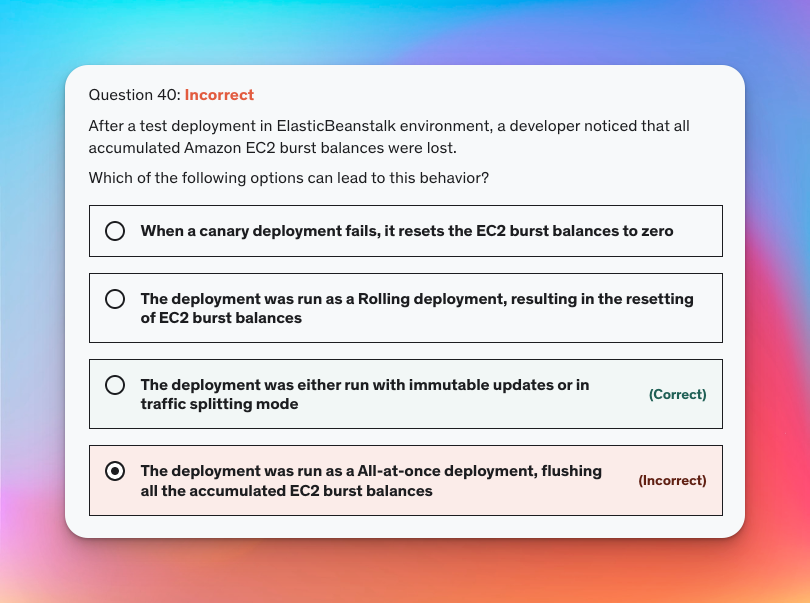 Question 40: Incorrect
After a test deployment in ElasticBeanstalk environment, a developer noticed that all
accumulated Amazon EC2 burst balances were lost.
Which of the following options can lead to this behavior?
When a canary deployment fails, it resets the EC2 burst balances to zero
The deployment was run as a Rolling deployment, resulting in the resetting
of EC2 burst balances
The deployment was either run with immutable updates or in
traffic splitting mode
(Correct)
The deployment was run as a All-at-once deployment, flushing
all the accumulated EC2 burst balances
(Incorrect)